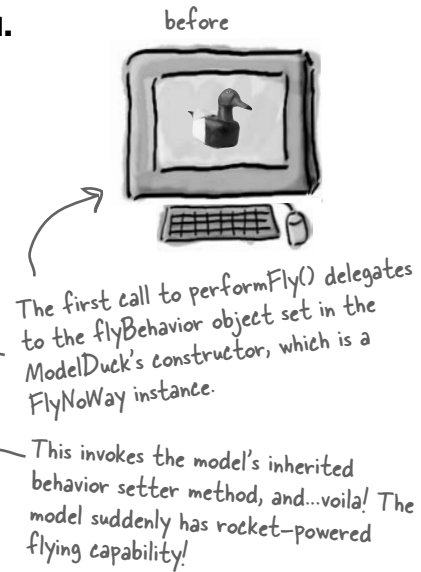 before
The first call to performFly() delegates
to the flyBehavior object set in the
ModelDuck's constructor, which is a
FlyNoWay instance.
This invokes the model's inherited
behavior setter method, and...voila! The
model suddenly has rocket-powered
flying capability!